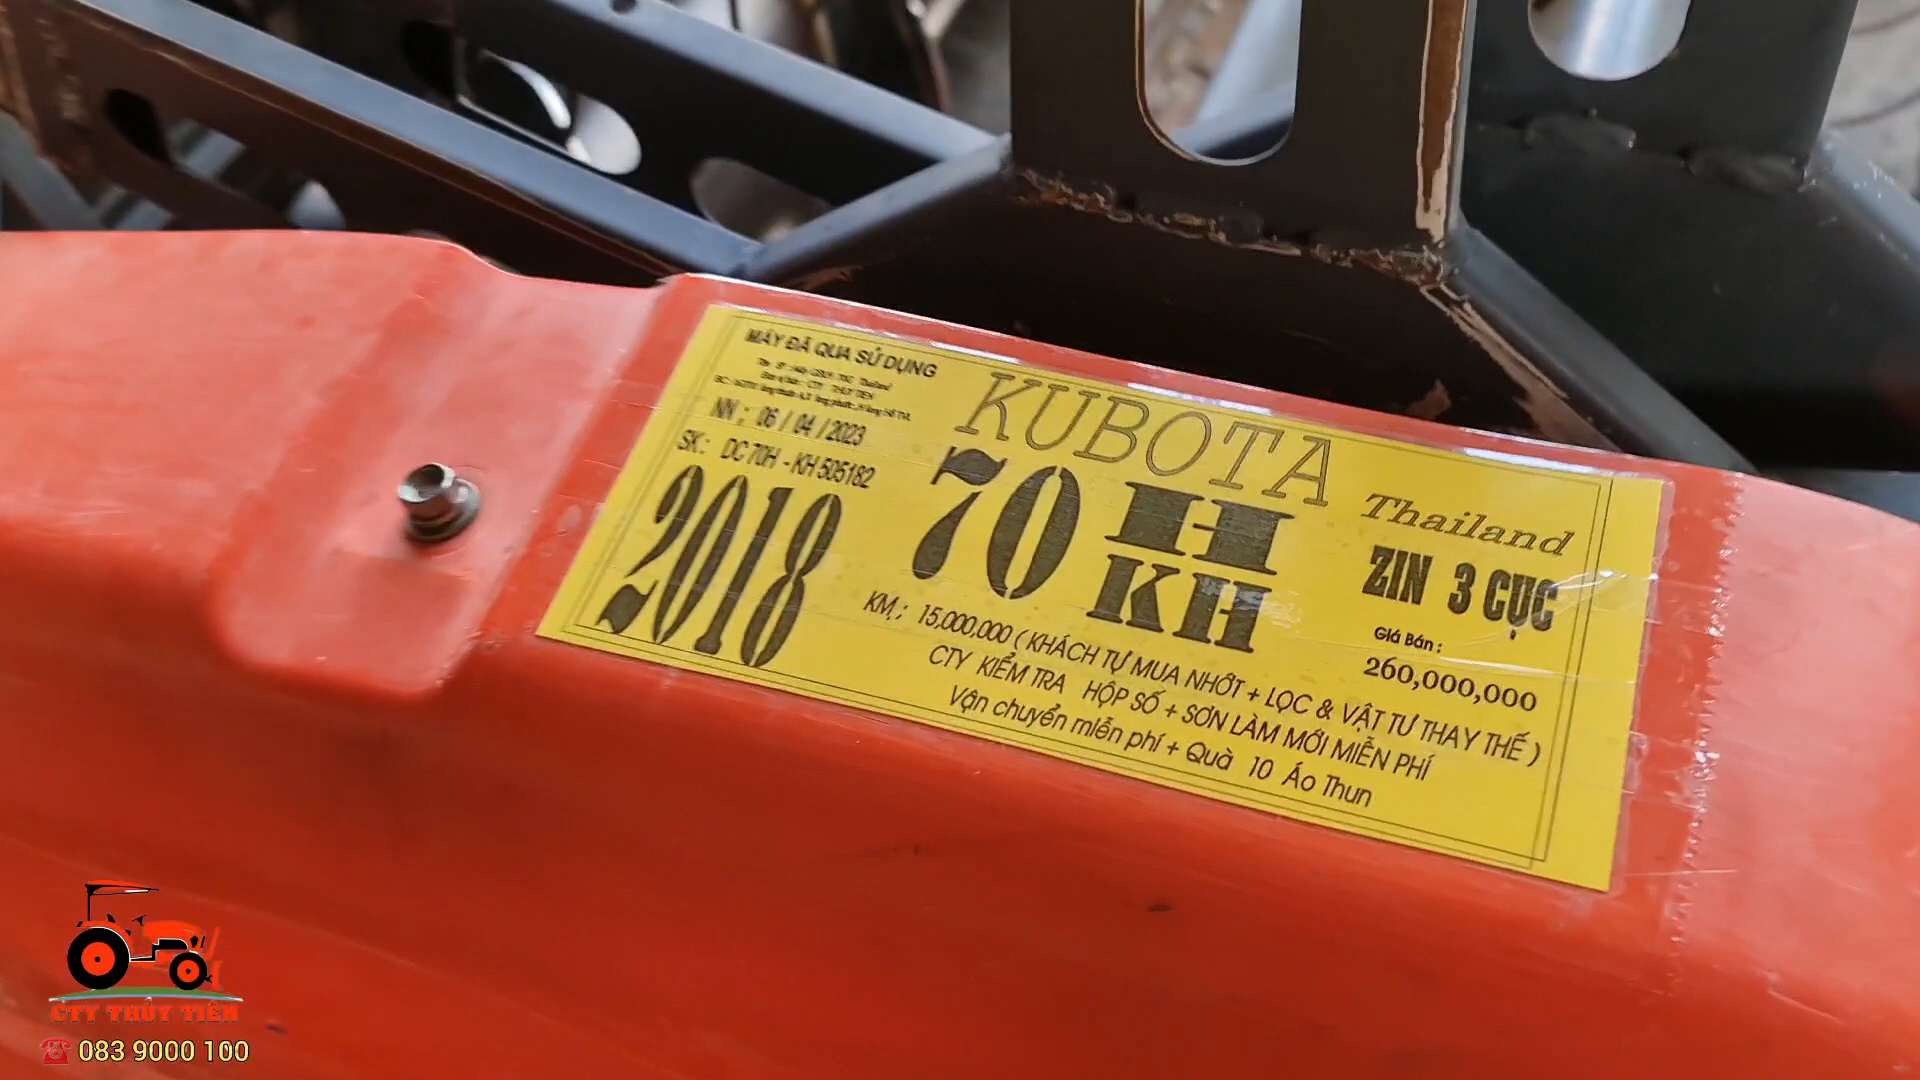 MÁY ĐÃ QUA SỬ DỤNG
NN : 06 / 04 / 2023
SK : DC 70H - KH 505182
2018
KUBOTA
70 H
KH
Thailand
ZIN 3 CỤC
Giá Bán :
260,000,000
KM : 15,000,000 ( KHÁCH TỰ MUA NHỚT + LỌC & VẬT TƯ THAY THẾ )
CTY KIỂM TRA HỘP SỐ + SƠN LÀM MỚI MIỄN PHÍ
Vận chuyển miễn phí + Quà 10 Áo Thun
CTY THỦY TIÊN
083 9000 100